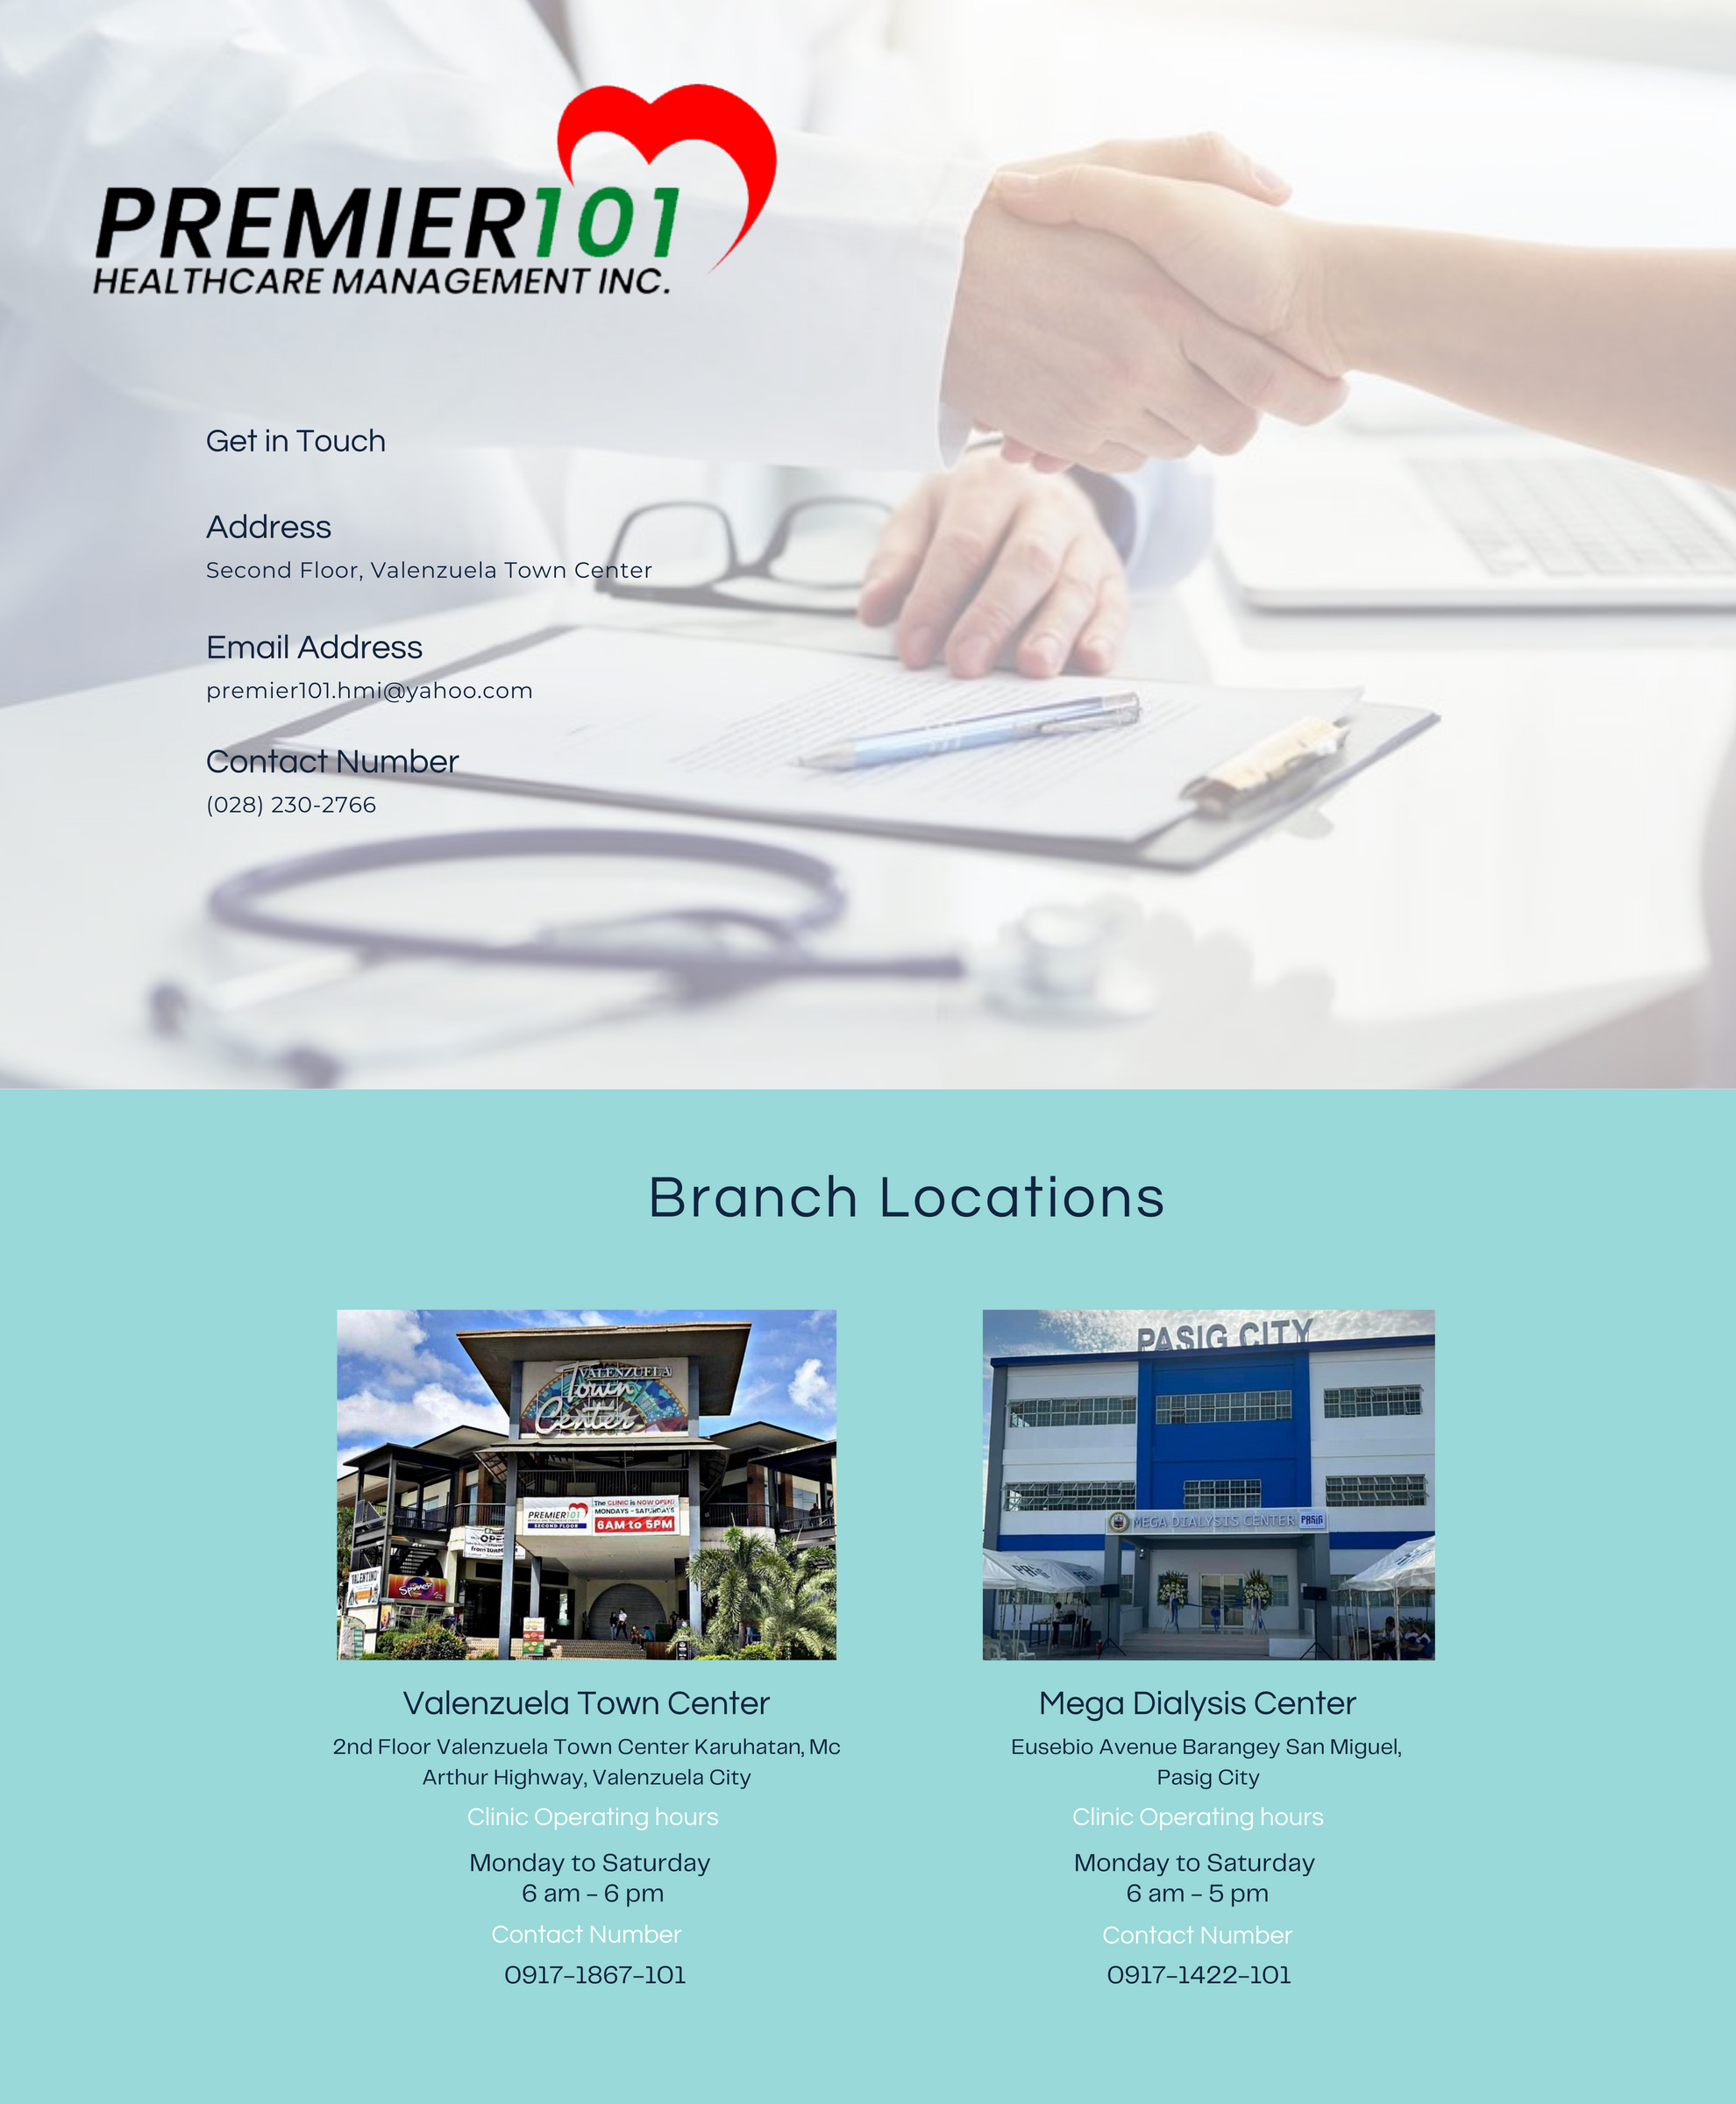 PREMIER101
HEALTHCARE MANAGEMENT INC.
Get in Touch
Address
Second Floor, Valenzuela Town Center
Email Address
premier101.hmi@yahoo.com
Contact Number
(028) 230-2766
Branch Locations
VALENZUELA
Town
Center
PREMIER101
SECOND FLOOR
The CLINIC is NOW OPEN!
MONDAYS - SATURDAYS
6AM to 5PM
OPEN
VALENTINO
PASIG CITY
MEGA DIALYSIS CENTER PASIG
Valenzuela Town Center
2nd Floor Valenzuela Town Center Karuhatan, Mc
Arthur Highway, Valenzuela City
Clinic Operating hours
Monday to Saturday
6 am - 6 pm
Contact Number
0917-1867-101
Mega Dialysis Center
Eusebio Avenue Barangey San Miguel,
Pasig City
Clinic Operating hours
Monday to Saturday
6 am - 5 pm
Contact Number
0917-1422-101